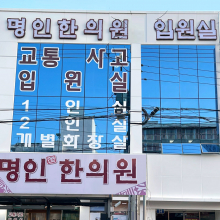 명인한의원 입원실
교통 사고
입 원 실
1 인 실
2 인 실
개별화장실
명인한의원